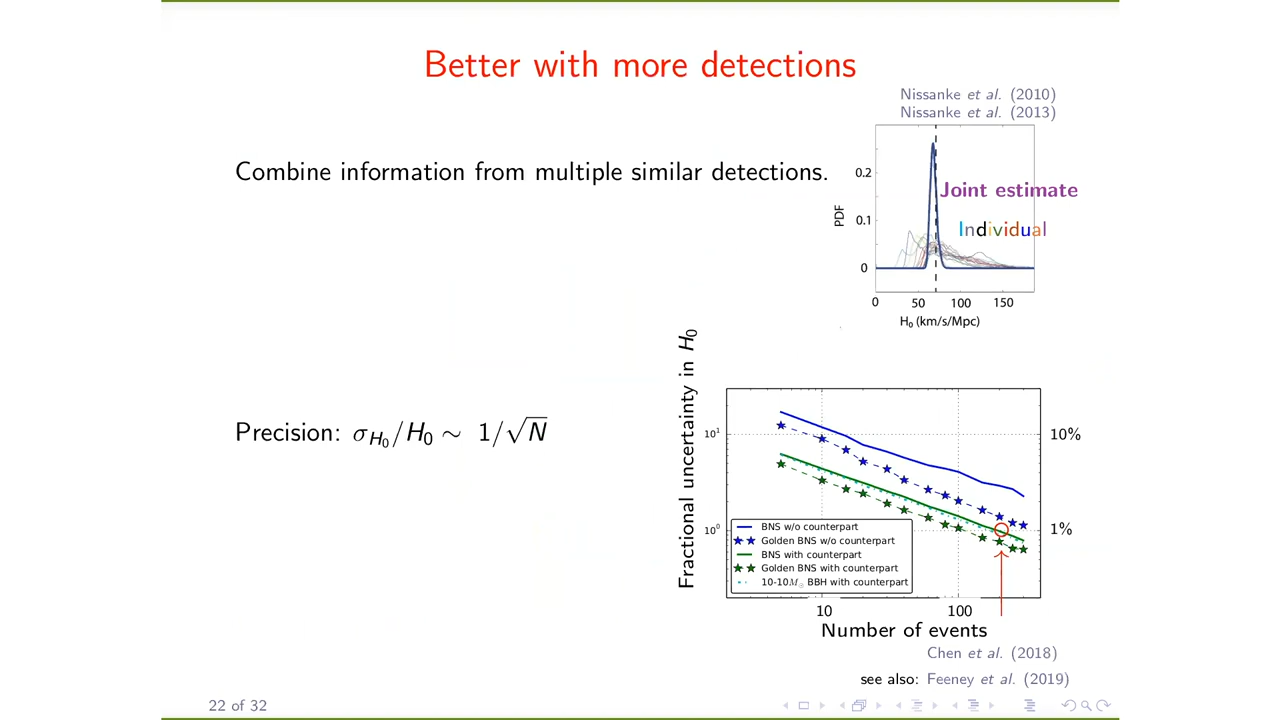 Better with more detections
Nissanke et al. (2010)
Nissanke et al. (2013)
Combine information from multiple similar detections.
0.2
0.1
0
PDF
Joint estimate
Individual
0 50 100 150
H₀ (km/s/Mpc)
Precision: σ_H₀/H₀ ∼ 1/√N
Fractional uncertainty in H₀
10¹
10⁰
10%
1%
BNS w/o counterpart
Golden BNS w/o counterpart
BNS with counterpart
Golden BNS with counterpart
10-10M☉ BBH with counterpart
10 100
Number of events
Chen et al. (2018)
see also: Feeney et al. (2019)
22 of 32